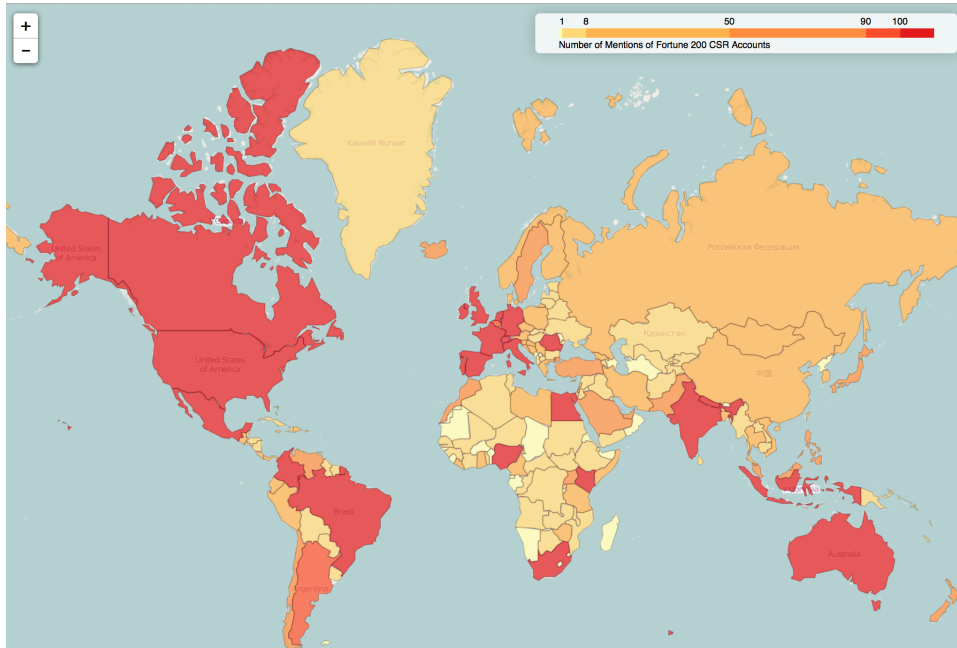 +
−
1 8 50 90 100
Number of Mentions of Fortune 200 CSR Accounts
Kalaallit Nunaat
United States
of America
Российская Федерация
Қазақстан
United States
of America
中国
Brasil
Australia
Argentina